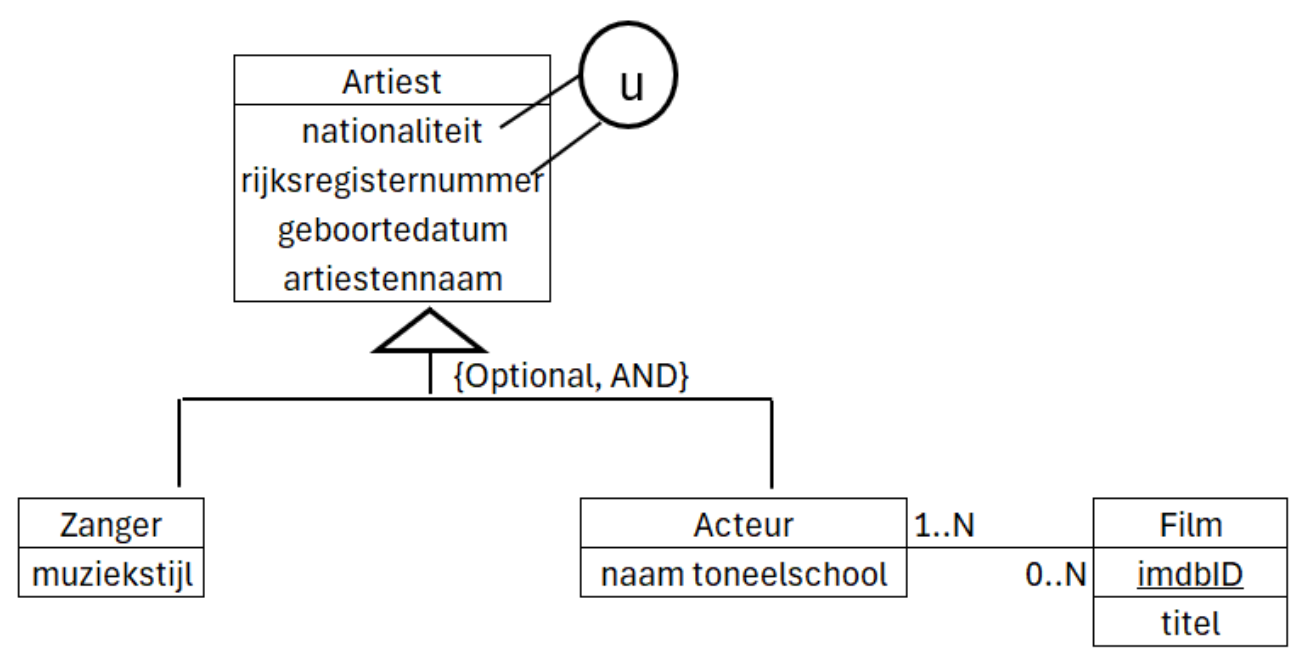 Artiest
u
nationaliteit
rijksregisternummer
geboortedatum
artiestennaam
{Optional, AND}
Zanger
muziekstijl
Acteur
naam toneelschool
1..N
0..N
Film
imdbID
titel